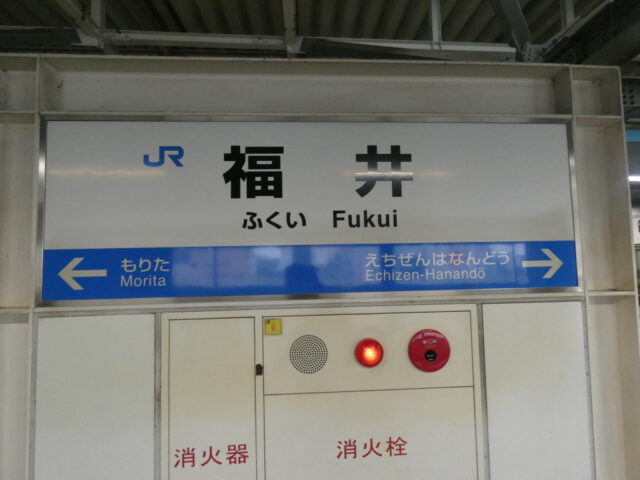 JR 福井
ふくい Fukui
もりた
Morita
えちぜんはなんどう
Echizen-Hanandō
消火器
消火栓